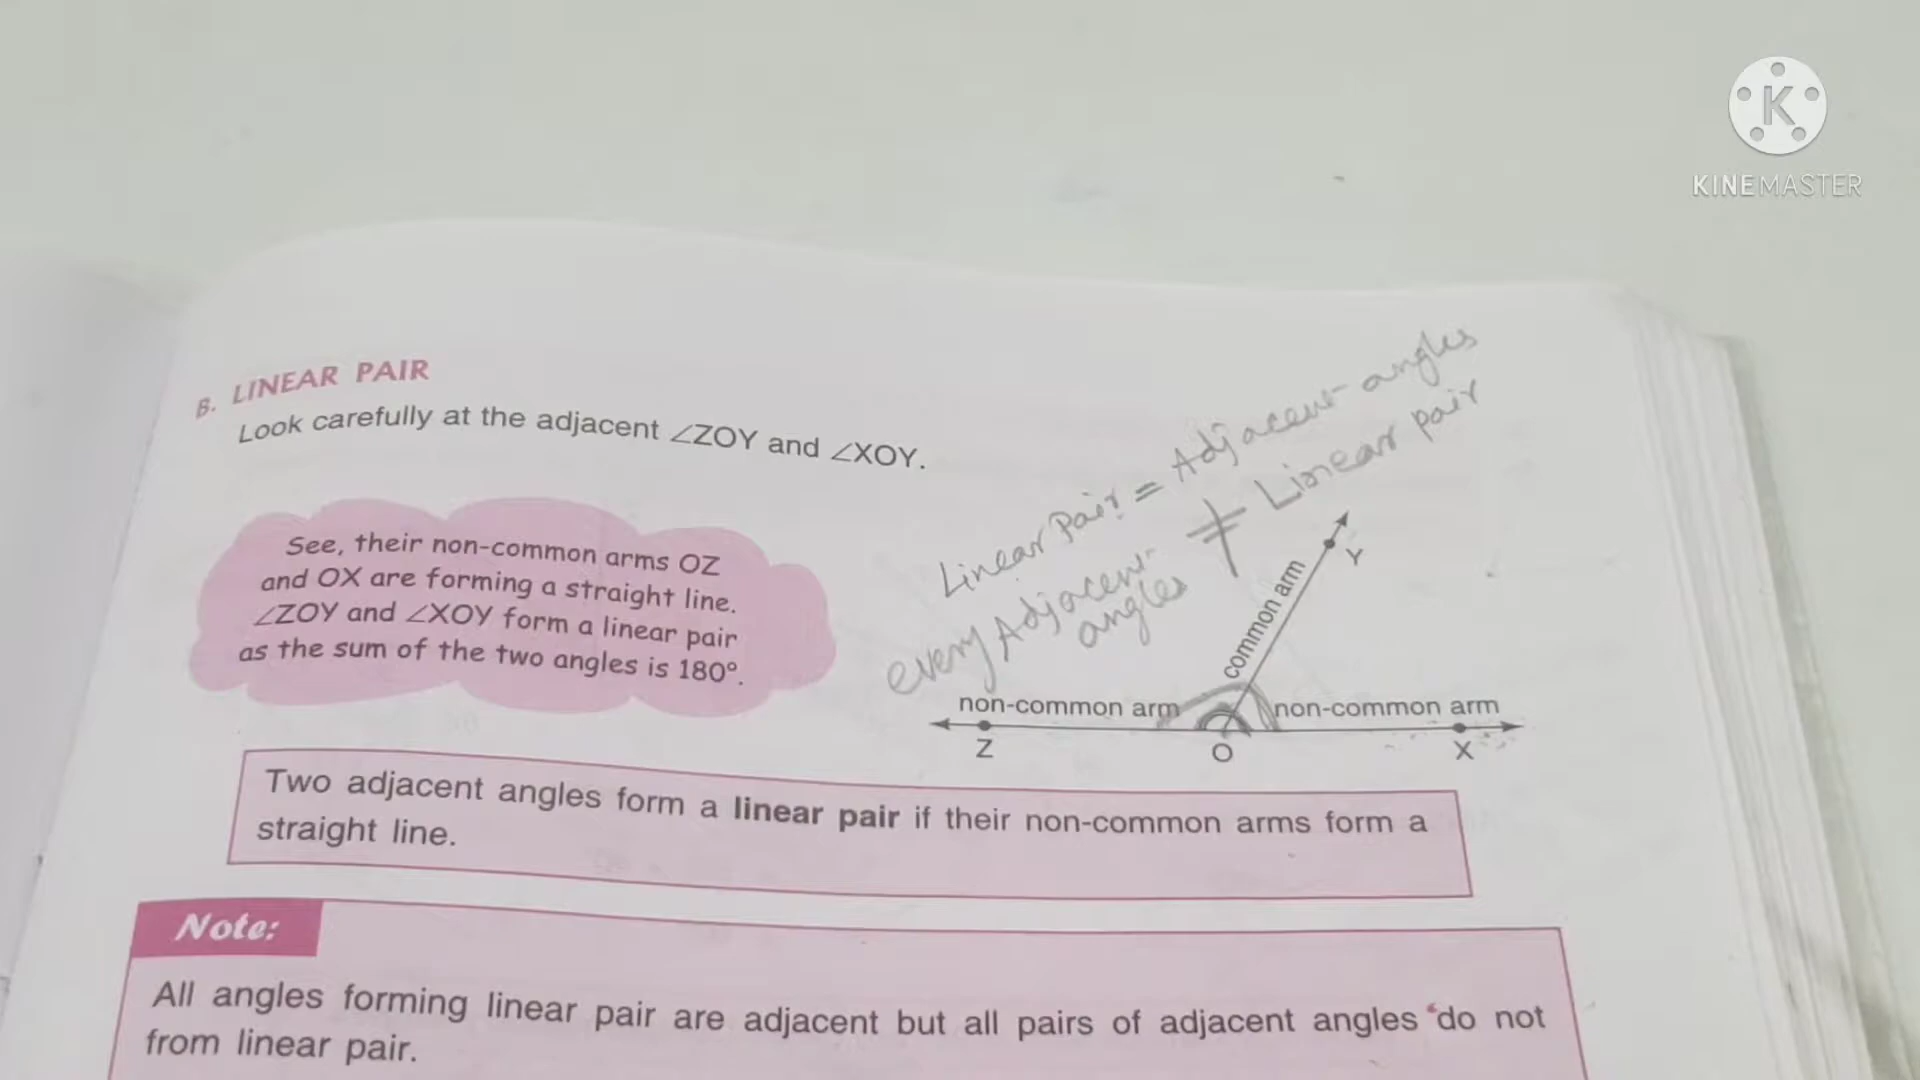 KINEMASTER
B. LINEAR PAIR
Look carefully at the adjacent ∠ZOY and ∠XOY.
See, their non-common arms OZ
and OX are forming a straight line.
∠ZOY and ∠XOY form a linear pair
as the sum of the two angles is 180°.
Linear Pair = Adjacent angles
every Adjacent angles ≠ Linear pair
common arm
Y
non-common arm
non-common arm
Z
O
X
Two adjacent angles form a linear pair if their non-common arms form a
straight line.
Note:
All angles forming linear pair are adjacent but all pairs of adjacent angles do not
from linear pair.